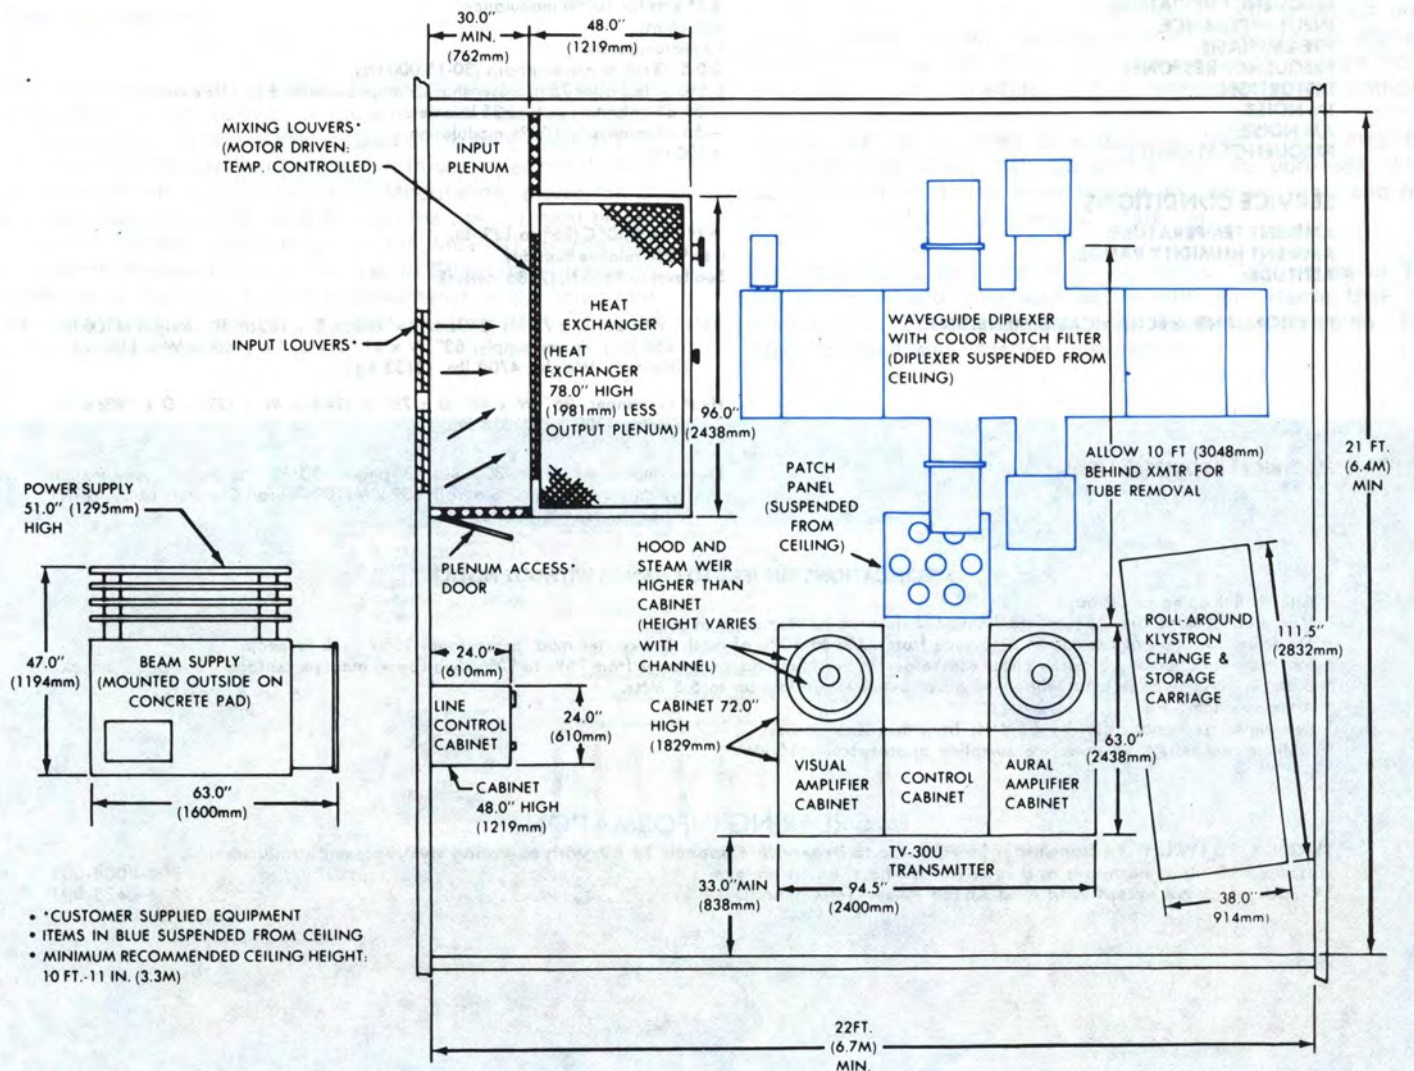 30.0"
MIN.
(762mm)
48.0"
(1219mm)
MIXING LOUVERS*
(MOTOR DRIVEN:
TEMP. CONTROLLED)
INPUT
PLENUM
INPUT LOUVERS*
HEAT
EXCHANGER
(HEAT
EXCHANGER
78.0" HIGH
(1981mm) LESS
OUTPUT PLENUM)
96.0"
(2438mm)
WAVEGUIDE DIPLEXER
WITH COLOR NOTCH FILTER
(DIPLEXER SUSPENDED FROM
CEILING)
ALLOW 10 FT (3048mm)
BEHIND XMTR FOR
TUBE REMOVAL
21 FT
(6.4M)
MIN
PATCH
PANEL
(SUSPENDED
FROM
CEILING)
POWER SUPPLY
51.0" (1295mm)
HIGH
PLENUM ACCESS*
DOOR
HOOD AND
STEAM WEIR
HIGHER THAN
CABINET
(HEIGHT VARIES
WITH
CHANNEL)
47.0"
(1194mm)
BEAM SUPPLY
(MOUNTED OUTSIDE ON
CONCRETE PAD)
63.0"
(1600mm)
24.0"
(610mm)
LINE
CONTROL
CABINET
24.0"
(610mm)
CABINET
48.0" HIGH
(1219mm)
CABINET 72.0"
HIGH
(1829mm)
VISUAL
AMPLIFIER
CABINET
CONTROL
CABINET
AURAL
AMPLIFIER
CABINET
63.0"
(2438mm)
ROLL-AROUND
KLYSTRON
CHANGE &
STORAGE
CARRIAGE
111.5"
(2832mm)
38.0"
914mm)
TV-30U
TRANSMITTER
33.0"MIN
(838mm)
94.5"
(2400mm)
• *CUSTOMER SUPPLIED EQUIPMENT
• ITEMS IN BLUE SUSPENDED FROM CEILING
• MINIMUM RECOMMENDED CEILING HEIGHT:
10 FT.-11 IN. (3.3M)
22FT.
(6.7M)
MIN.